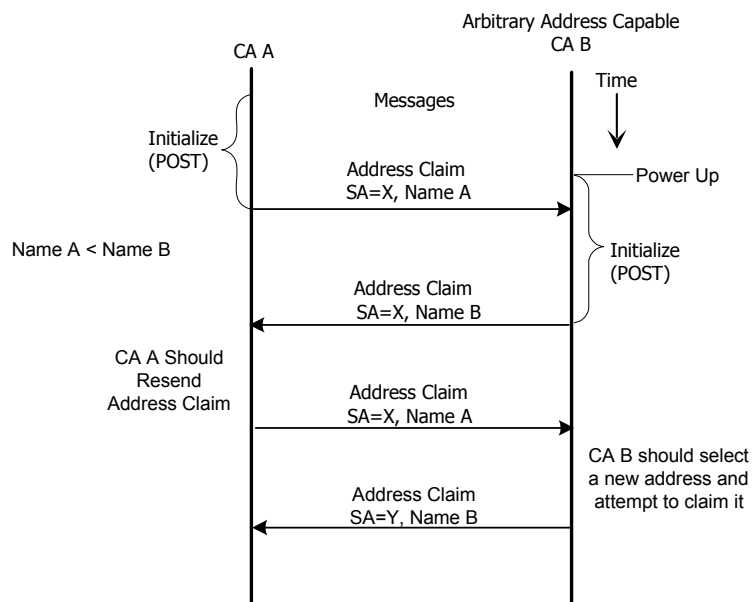 Arbitrary Address Capable
CA A
CA B
Time
Messages
Initialize
(POST)
Address Claim
SA=X, Name A
Power Up
Name A < Name B
Initialize
(POST)
Address Claim
SA=X, Name B
CA A Should
Resend
Address Claim
Address Claim
SA=X, Name A
CA B should select
a new address and
attempt to claim it
Address Claim
SA=Y, Name B